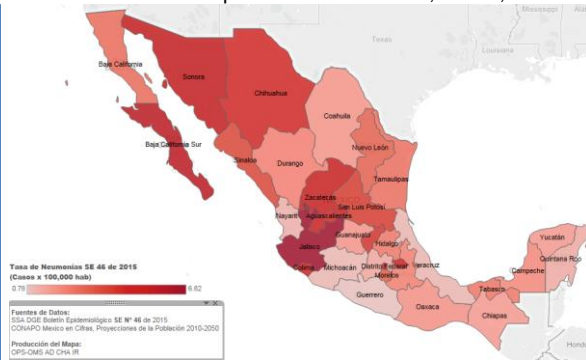 Mississippi
Texas
Louisiana
Baja California
Sonora
Chihuahua
Coahuila
Baja California Sur
Nuevo León
Sinaloa
Durango
Tamaulipas
Zacatecas
San Luis Potosí
Nayarit
Aguascalientes
Guanajuato
Hidalgo
Yucatán
Jalisco
Quintana Roo
Colima
Michoacán
Distrito Federal
Veracruz
Campeche
Morelos
Tabasco
Guerrero
Oaxaca
Chiapas
Tasa de Neumonías SE 46 de 2015
(Casos x 100,000 hab)
0.76
6.62
Fuentes de Datos:
SSA DGE Boletín Epidemiológico SE Nº 46 de 2015
CONAPO Mexico en Cifras, Proyecciones de la Población 2010-2050
Producción del Mapa:
OPS-OMS AD CHA IR